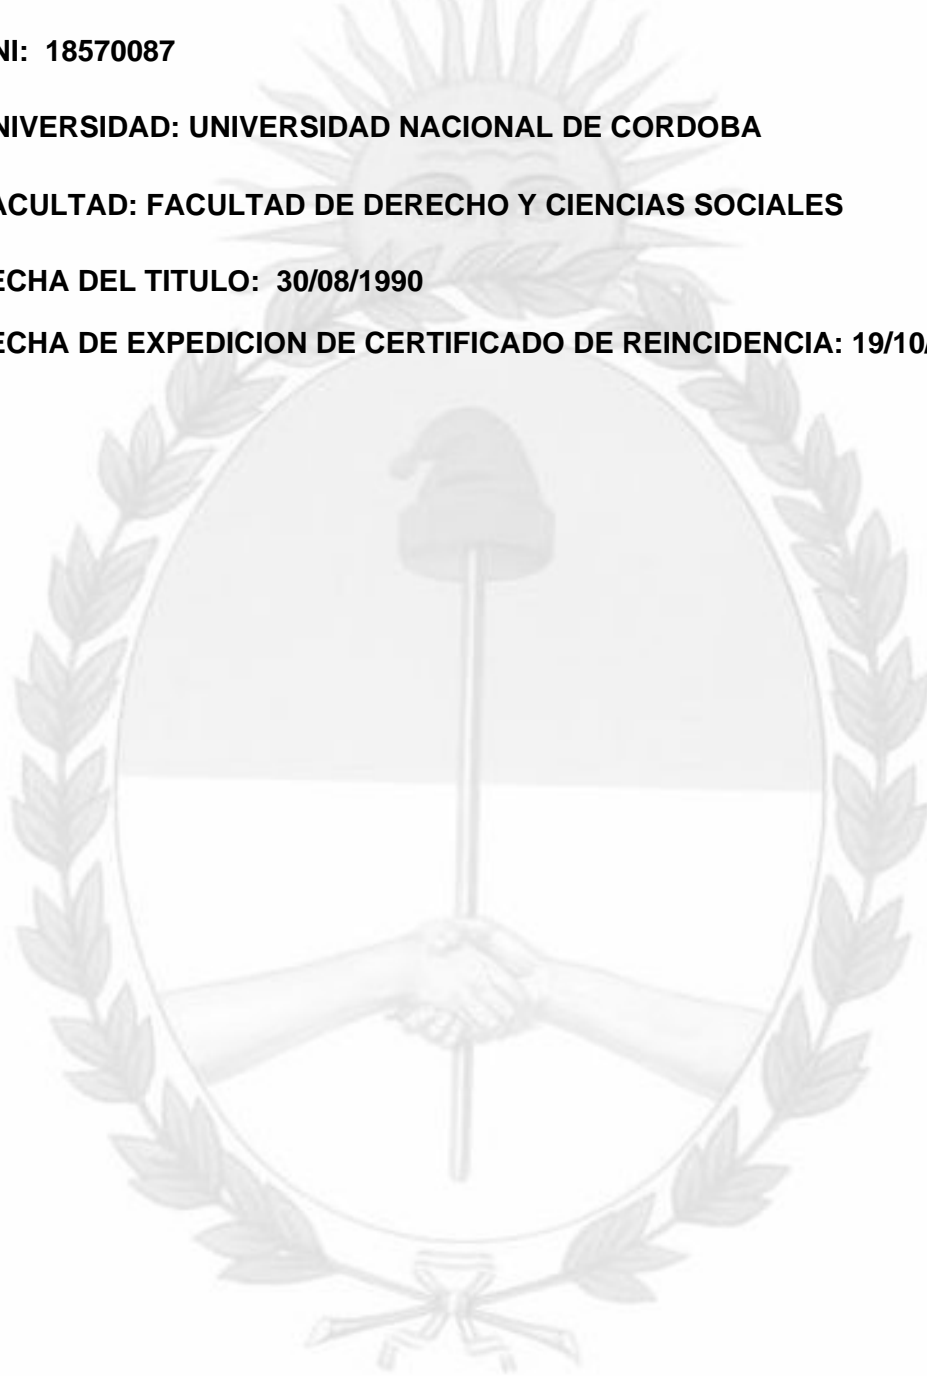 NI: 18570087
NIVERSIDAD: UNIVERSIDAD NACIONAL DE CORDOBA
ACULTAD: FACULTAD DE DERECHO Y CIENCIAS SOCIALES
ECHA DEL TITULO: 30/08/1990
ECHA DE EXPEDICION DE CERTIFICADO DE REINCIDENCIA: 19/10/